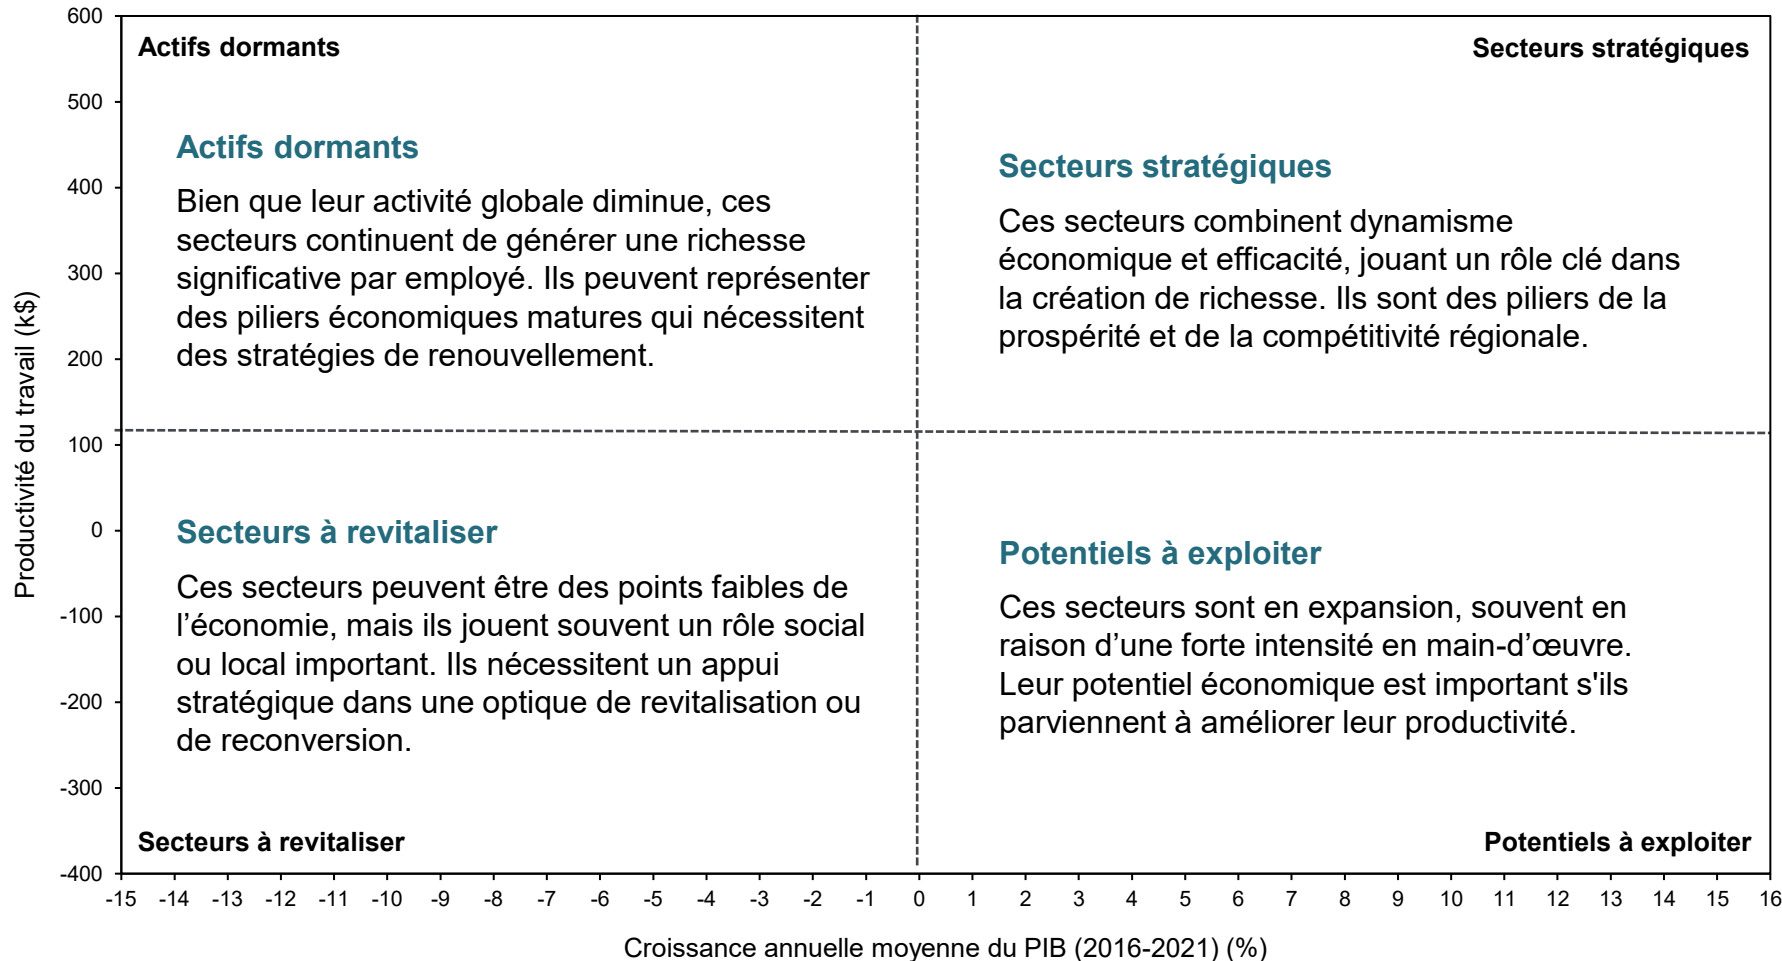 Productivité du travail (k$)
600
500
400
300
200
100
0
-100
-200
-300
-400
Actifs dormants
Secteurs stratégiques
Actifs dormants
Bien que leur activité globale diminue, ces
secteurs continuent de générer une richesse
significative par employé. Ils peuvent représenter
des piliers économiques matures qui nécessitent
des stratégies de renouvellement.
Secteurs stratégiques
Ces secteurs combinent dynamisme
économique et efficacité, jouant un rôle clé dans
la création de richesse. Ils sont des piliers de la
prospérité et de la compétitivité régionale.
Secteurs à revitaliser
Ces secteurs peuvent être des points faibles de
l’économie, mais ils jouent souvent un rôle social
ou local important. Ils nécessitent un appui
stratégique dans une optique de revitalisation ou
de reconversion.
Potentiels à exploiter
Ces secteurs sont en expansion, souvent en
raison d’une forte intensité en main-d’œuvre.
Leur potentiel économique est important s'ils
parviennent à améliorer leur productivité.
Secteurs à revitaliser
Potentiels à exploiter
-15 -14 -13 -12 -11 -10 -9 -8 -7 -6 -5 -4 -3 -2 -1 0 1 2 3 4 5 6 7 8 9 10 11 12 13 14 15 16
Croissance annuelle moyenne du PIB (2016-2021) (%)